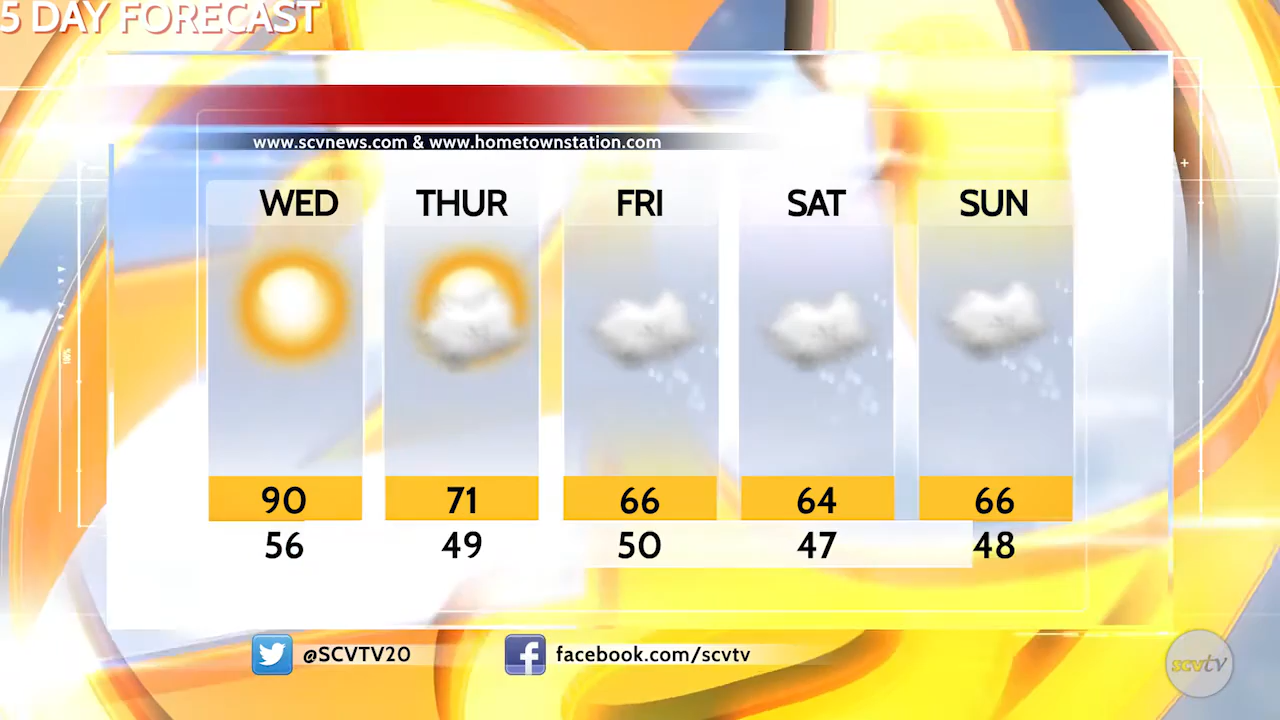 5 DAY FORECAST
www.scvnews.com & www.hometownstation.com
WED THUR FRI SAT SUN
90 71 66 64 66
56 49 50 47 48
@SCVTV20 facebook.com/scvtv
scvtv